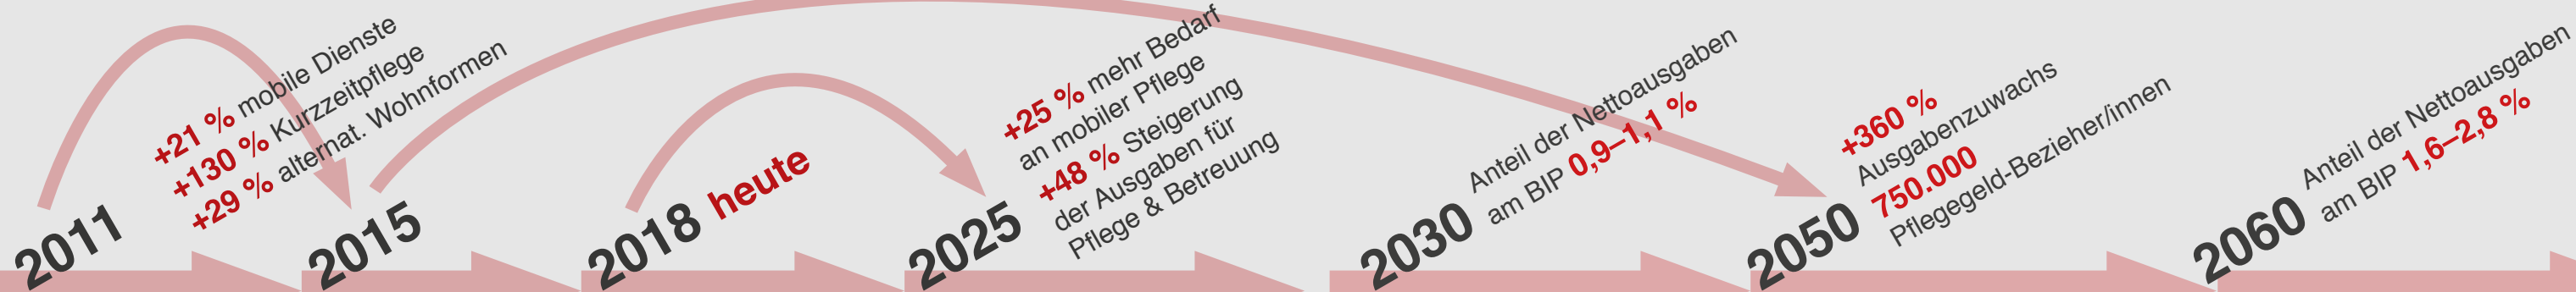 2011
+21 % mobile Dienste
+130 % Kurzzeitpflege
+29 % alternat. Wohnformen
2015
2018 heute
2025
+25 % mehr Bedarf
an mobiler Pflege
+48 % Steigerung
der Ausgaben für
Pflege & Betreuung
2030
Anteil der Nettoausgaben
am BIP 0,9–1,1 %
2050
+360 %
Ausgabenzuwachs
750.000
Pflegegeld-Bezieher/innen
2060
Anteil der Nettoausgaben
am BIP 1,6–2,8 %